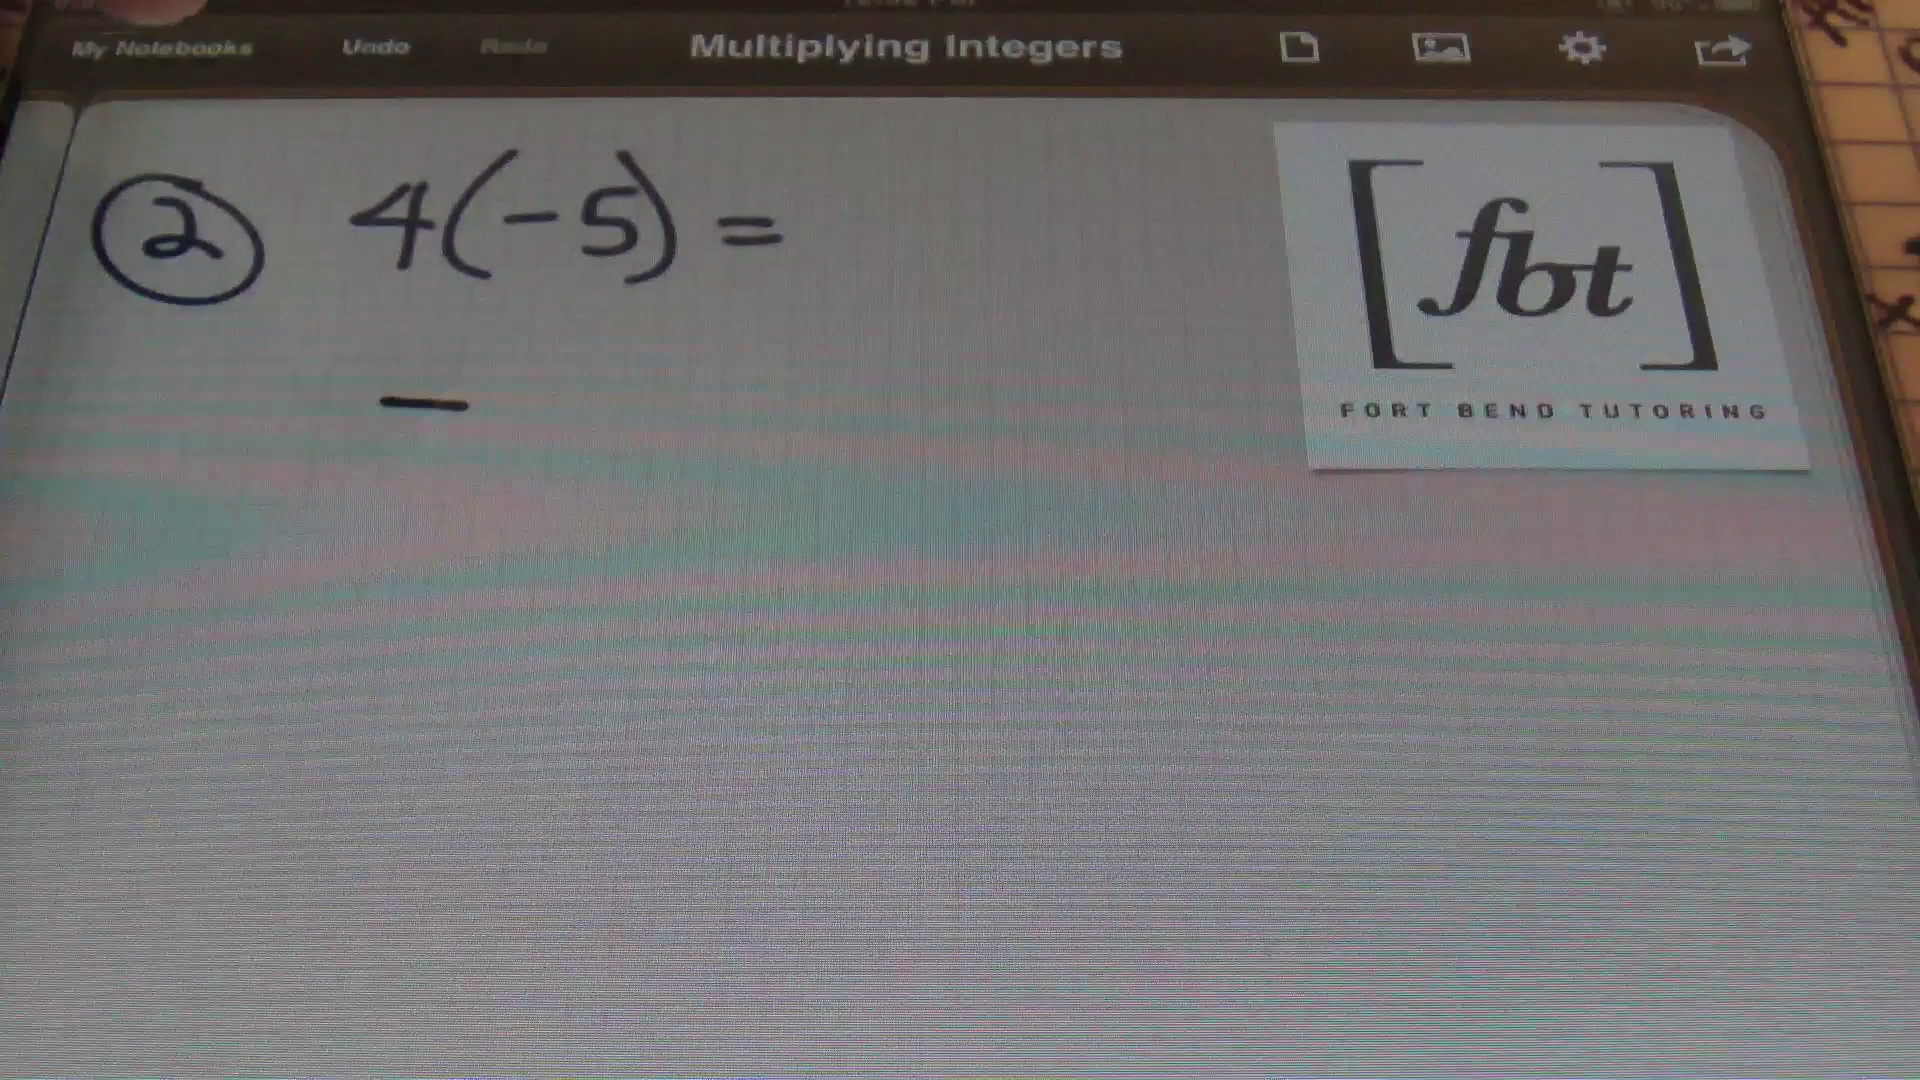 My Notebooks Undo Redo Multiplying Integers
② 4(-5)=
—
[fbt]
FORT BEND TUTORING